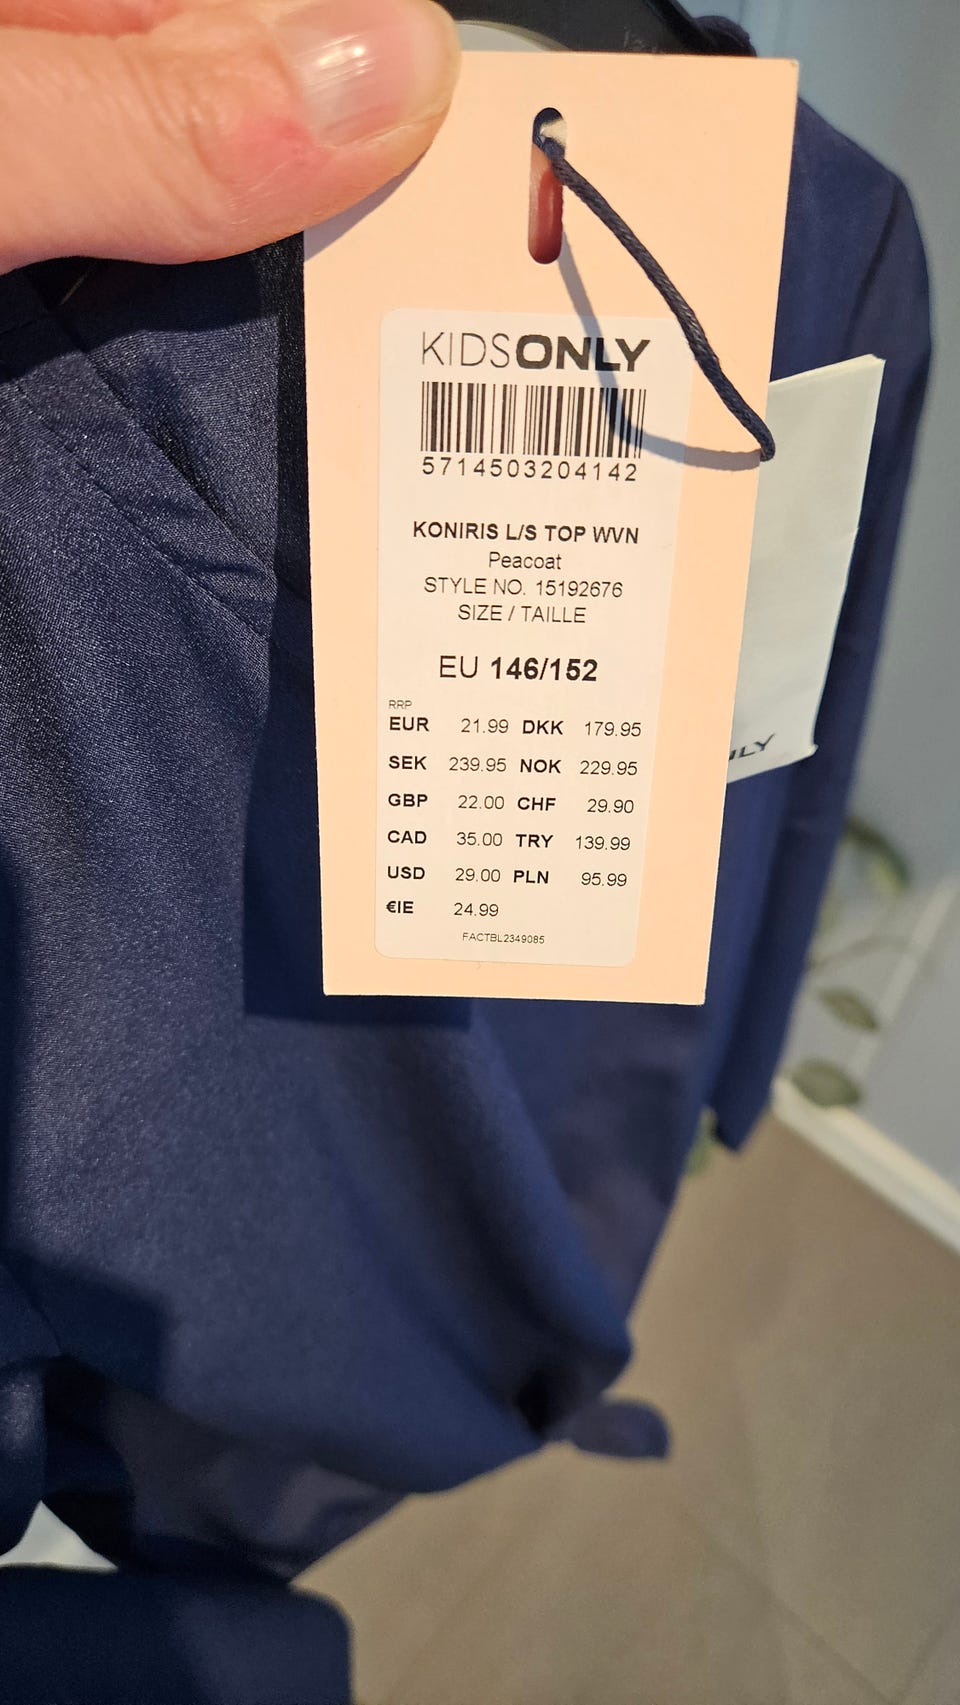 KIDSONLY
5714503204142
KONIRIS L/S TOP WVN
Peacoat
STYLE NO. 15192676
SIZE / TAILLE
EU 146/152
RRP
EUR 21.99 DKK 179.95
SEK 239.95 NOK 229.95
GBP 22.00 CHF 29.90
CAD 35.00 TRY 139.99
USD 29.00 PLN 95.99
€IE 24.99
FACTBL2349085